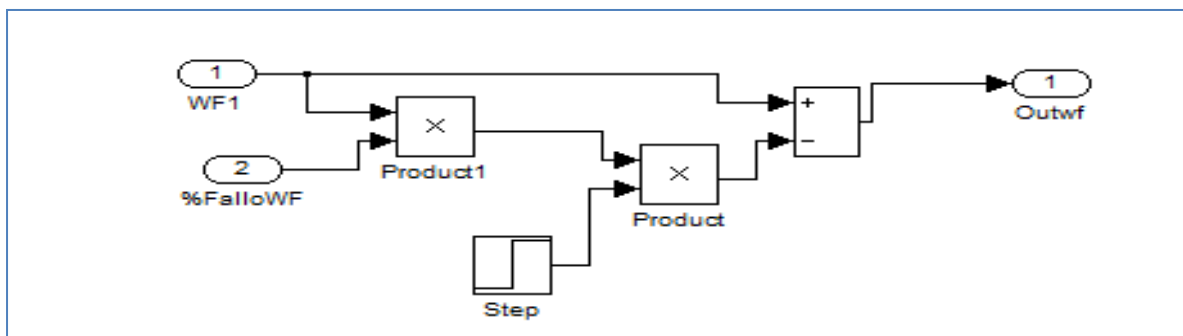 1
WF1
2
%FalloWF
×
Product1
×
Product
Step
+
−
1
Outwf